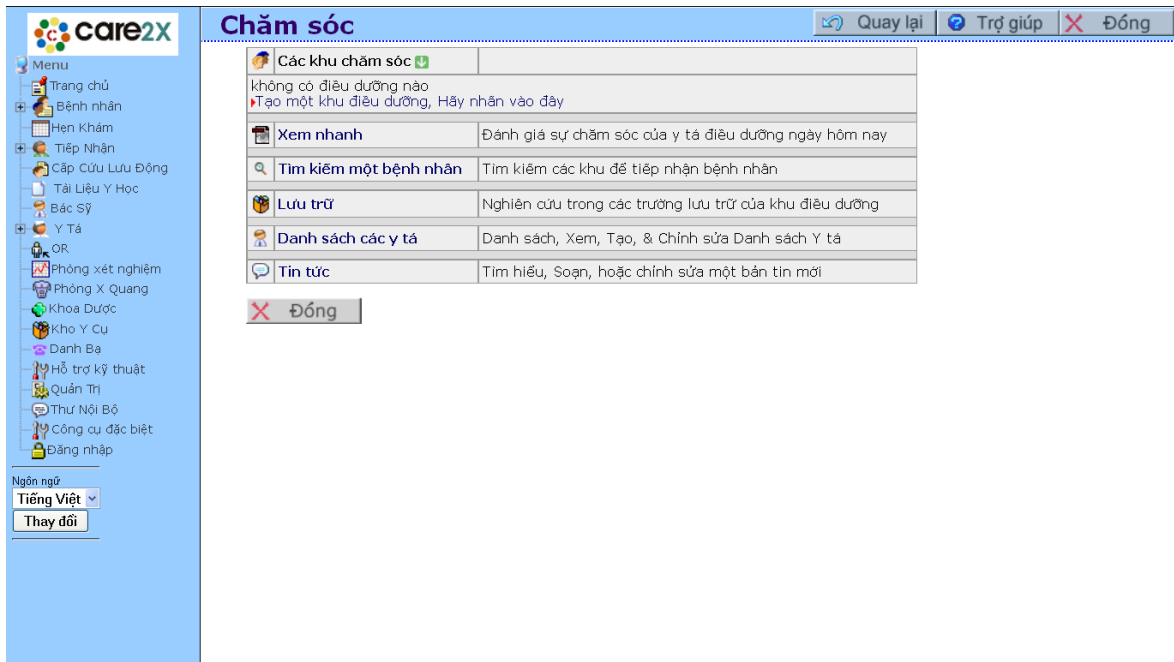 care2x
Menu
Trang chủ
Bệnh nhân
Hẹn Khám
Tiếp Nhận
Cấp Cứu Lưu Động
Tài Liệu Y Học
Bác Sỹ
Y Tá
OR
Phòng xét nghiệm
Phòng X Quang
Khoa Dược
Kho Y Cụ
Danh Bạ
Hỗ trợ kỹ thuật
Quản Trị
Thư Nội Bộ
Công cụ đặc biệt
Đăng nhập
Ngôn ngữ
Tiếng Việt
Thay đổi
Chăm sóc
Quay lại
Trợ giúp
Đóng
Các khu chăm sóc
không có điều dưỡng nào
Tạo một khu điều dưỡng, Hãy nhãn vào đây
Xem nhanh
Đánh giá sự chăm sóc của y tá điều dưỡng ngày hôm nay
Tìm kiếm một bệnh nhân
Tìm kiếm các khu để tiếp nhận bệnh nhân
Lưu trữ
Nghiên cứu trong các trường lưu trữ của khu điều dưỡng
Danh sách các y tá
Danh sách, Xem, Tạo, & Chỉnh sửa Danh sách Y tá
Tin tức
Tìm hiểu, Soạn, hoặc chỉnh sửa một bản tin mới
Đóng